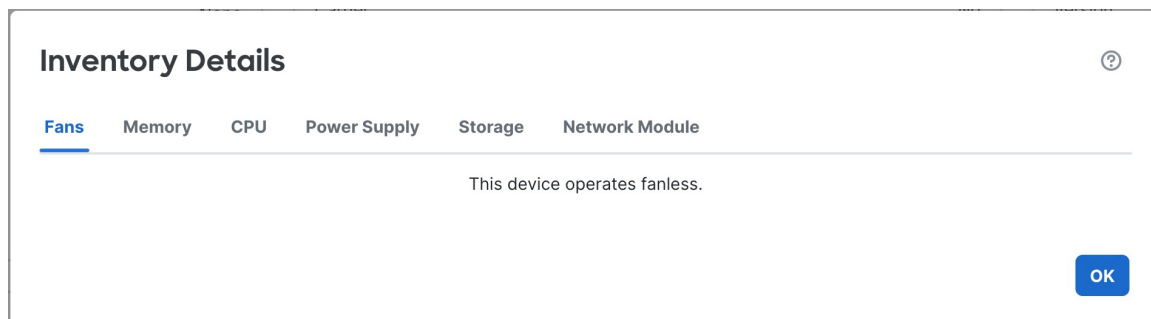 Inventory Details
Fans Memory CPU Power Supply Storage Network Module
This device operates fanless.
OK